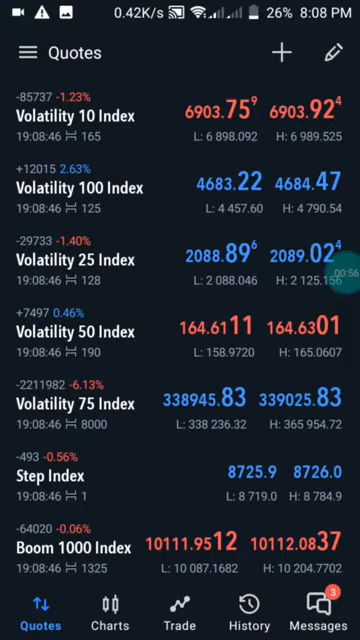 0.42K/s 26% 8:08 PM
Quotes
-85737 -1.23%
Volatility 10 Index 6903.759 6903.924
19:08:46 165 L: 6 898.092 H: 6 989.525
+12015 2.63%
Volatility 100 Index 4683.22 4684.47
19:08:46 125 L: 4 457.60 H: 4 790.54
-29733 -1.40%
Volatility 25 Index 2088.896 2089.024
19:08:46 128 L: 2 088.046 H: 2 125.156
00:56
+7497 0.46%
Volatility 50 Index 164.6111 164.6301
19:08:46 190 L: 158.9720 H: 165.0607
-2211982 -6.13%
Volatility 75 Index 338945.83 339025.83
19:08:46 8000 L: 338 236.32 H: 365 954.72
-493 -0.56%
Step Index 8725.9 8726.0
19:08:46 1 L: 8 719.0 H: 8 784.9
-64020 -0.06%
Boom 1000 Index 10111.9512 10112.0837
19:08:46 1325 L: 10 087.1682 H: 10 204.7702
3
Quotes Charts Trade History Messages